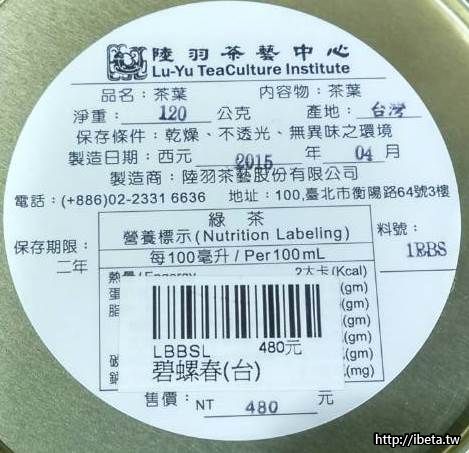 陸羽茶藝中心
Lu-Yu TeaCulture Institute
品名：茶葉　內容物：茶葉
淨重：120 公克　產地：台灣
保存條件：乾燥、不透光、無異味之環境
製造日期：西元 2015 年 04 月
製造商：陸羽茶藝股份有限公司
電話：(+886)02-2331 6636　地址：100,臺北市衡陽路64號3樓
保存期限：
二年
綠 茶
營養標示(Nutrition Labeling)
每100毫升/Per100mL
2大卡(Kcal)
(gm)
(gm)
(gm)
(gm)
(gm)
(mg)
料號：
1BBS
LBBSL 480元
碧螺春(台)
售價：NT 480 元
http://ibeta.tw